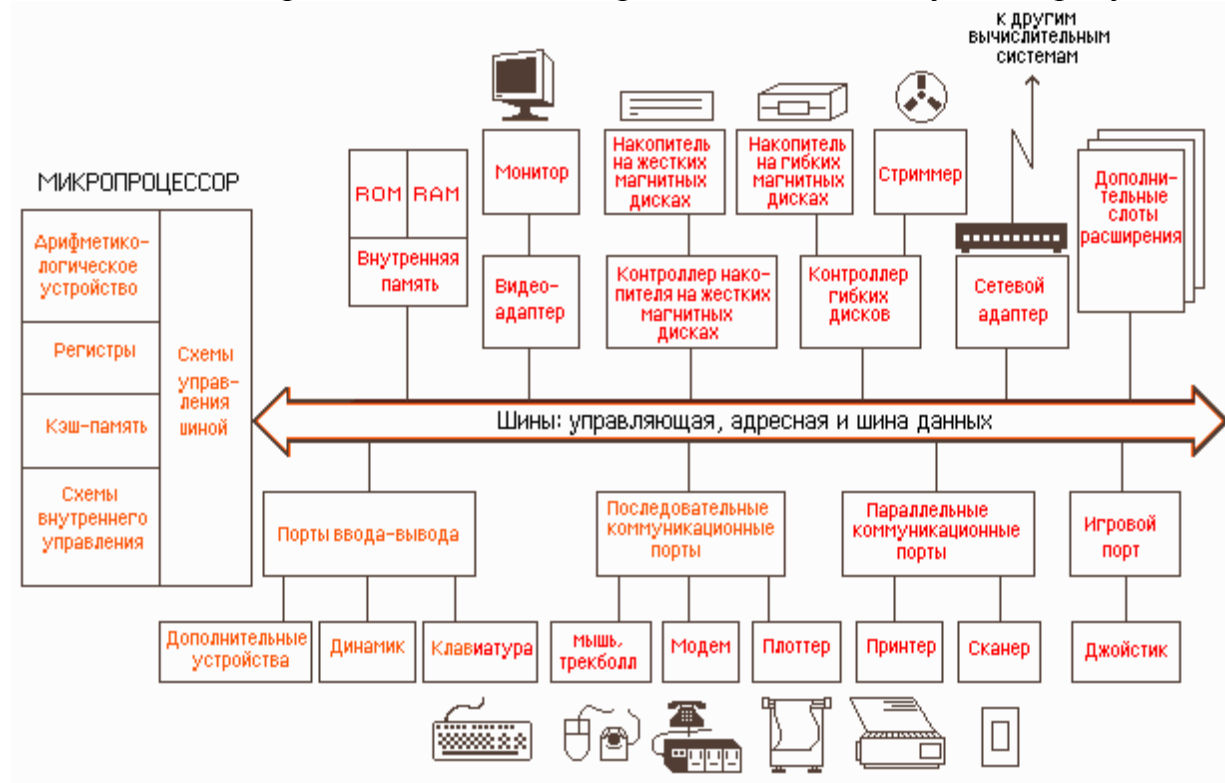 к другим
вычислительным
системам
МИКРОПРОЦЕССОР
Арифметико-
логическое
устройство
Регистры
Кэш-память
Схемы
внутреннего
управления
Схемы
управ-
ления
шиной
ROM
RAM
Внутренняя
память
Монитор
Видео-
адаптер
Накопитель
на жестких
магнитных
дисках
Контроллер нако-
пителя на жестких
магнитных
дисках
Накопитель
на гибких
магнитных
дисках
Контроллер
гибких
дисков
Стриммер
Сетевой
адаптер
Дополни-
тельные
слоты
расширения
Шины: управляющая, адресная и шина данных
Порты ввода-вывода
Последовательные
коммуникационные
порты
Параллельные
коммуникационные
порты
Игровой
порт
Дополнительные
устройства
Динамик
Клавиатура
мышь,
трекболл
Модем
Плоттер
Принтер
Сканер
Джойстик